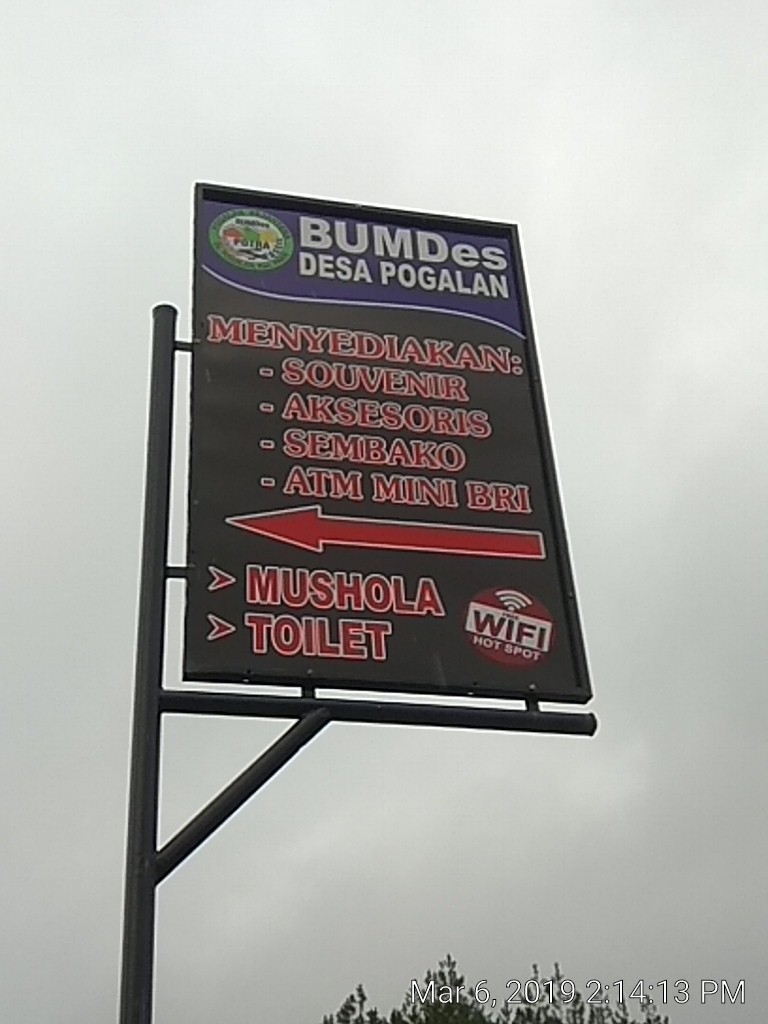 BUMDes
DESA POGALAN
MENYEDIAKAN:
- SOUVENIR
- AKSESORIS
- SEMBAKO
- ATM MINI BRI
> MUSHOLA
> TOILET
WIFI
HOT SPOT
Mar 6, 2019 2:14:13 PM